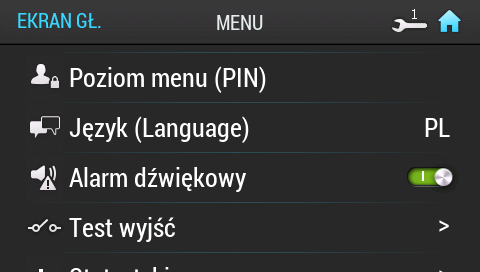 EKRAN GŁ. MENU 1
Poziom menu (PIN)
Język (Language) PL
Alarm dźwiękowy I
Test wyjść >